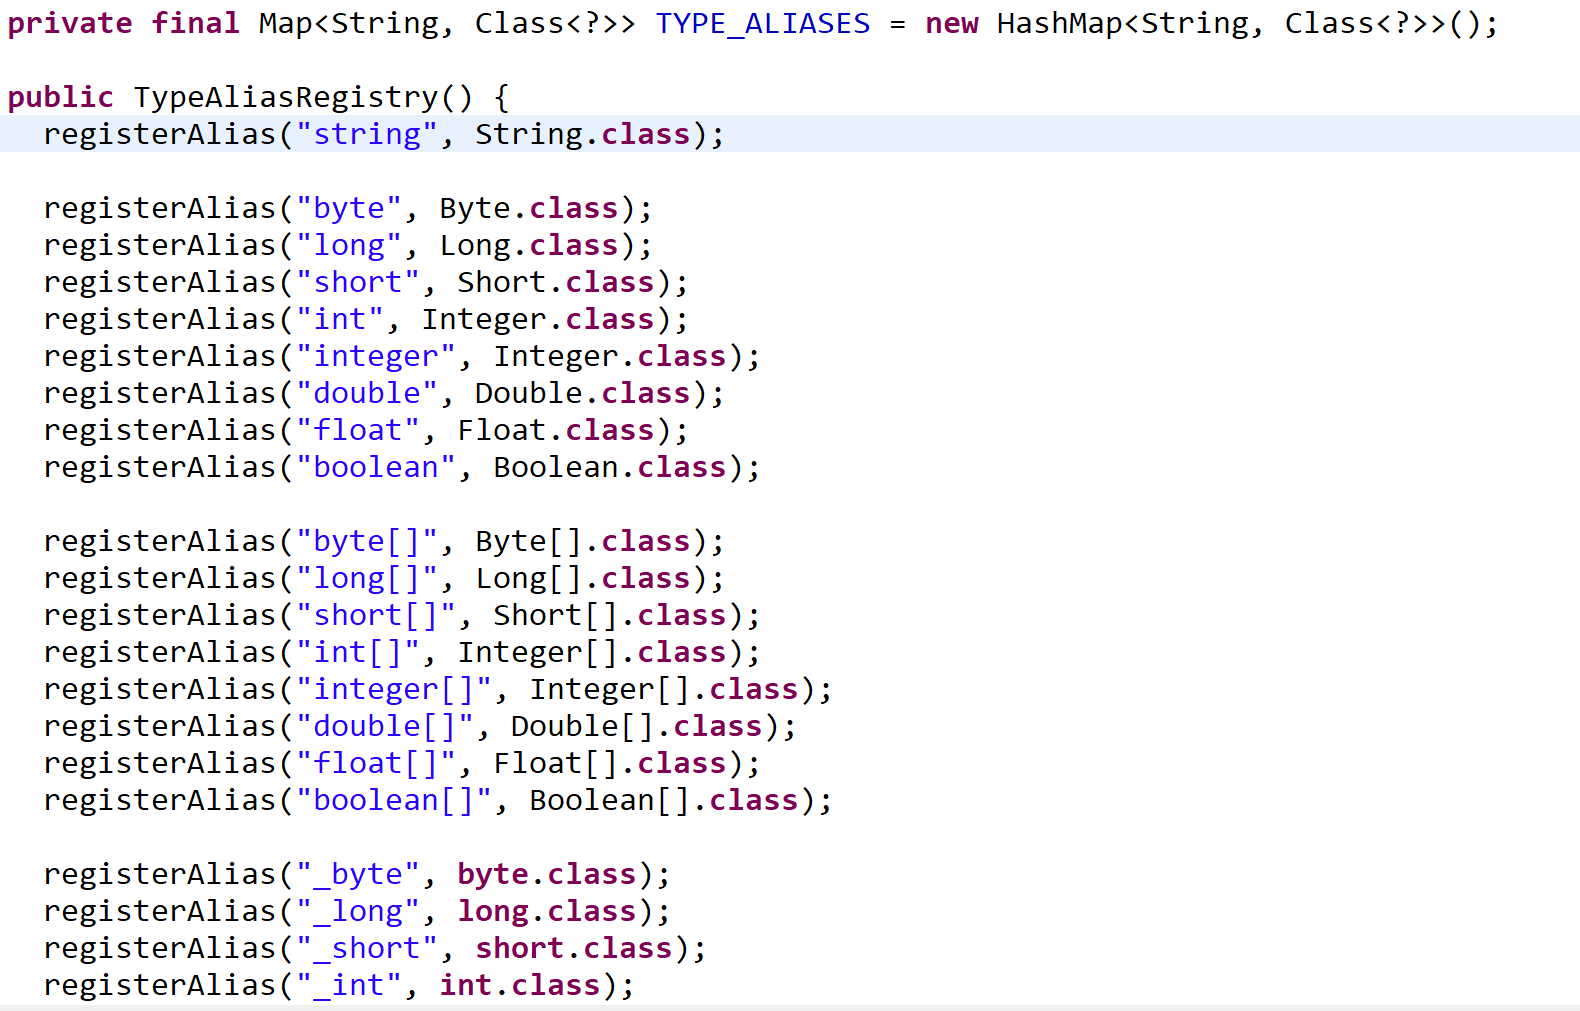 private final Map<String, Class<?>> TYPE_ALIASES = new HashMap<String, Class<?>>();
public TypeAliasRegistry() {
registerAlias("string", String.class);
registerAlias("byte", Byte.class);
registerAlias("long", Long.class);
registerAlias("short", Short.class);
registerAlias("int", Integer.class);
registerAlias("integer", Integer.class);
registerAlias("double", Double.class);
registerAlias("float", Float.class);
registerAlias("boolean", Boolean.class);
registerAlias("byte[]", Byte[].class);
registerAlias("long[]", Long[].class);
registerAlias("short[]", Short[].class);
registerAlias("int[]", Integer[].class);
registerAlias("integer[]", Integer[].class);
registerAlias("double[]", Double[].class);
registerAlias("float[]", Float[].class);
registerAlias("boolean[]", Boolean[].class);
registerAlias("_byte", byte.class);
registerAlias("_long", long.class);
registerAlias("_short", short.class);
registerAlias("_int", int.class);